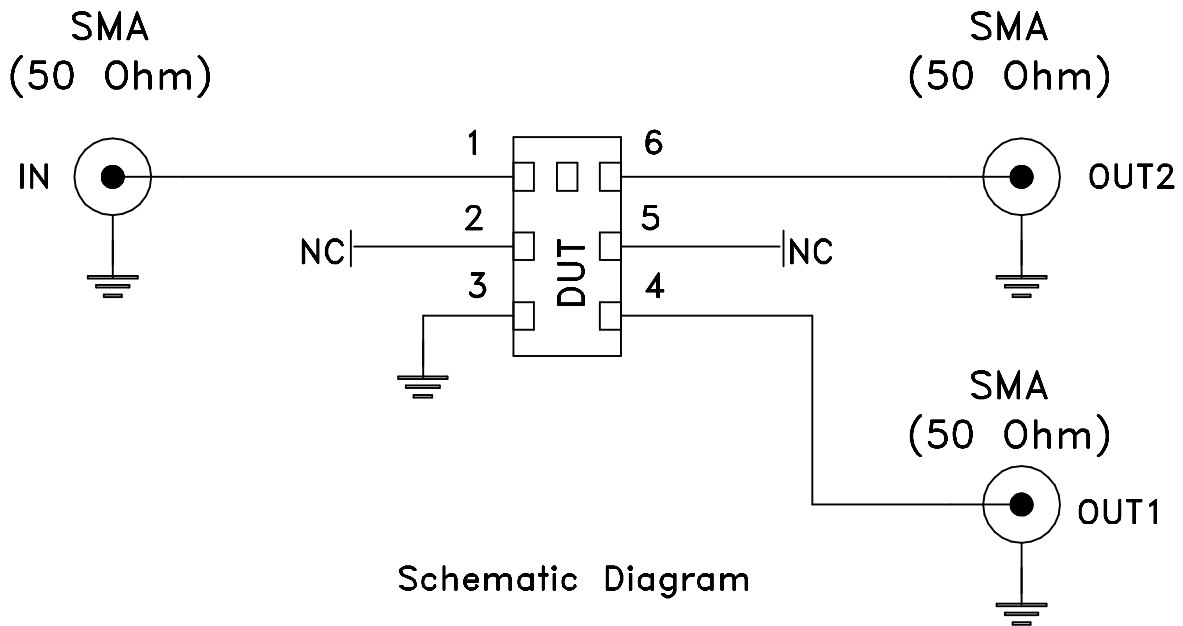 SMA
(50 Ohm)
SMA
(50 Ohm)
IN
1
6
OUT2
2
5
NC
NC
DUT
3
4
SMA
(50 Ohm)
OUT1
Schematic Diagram